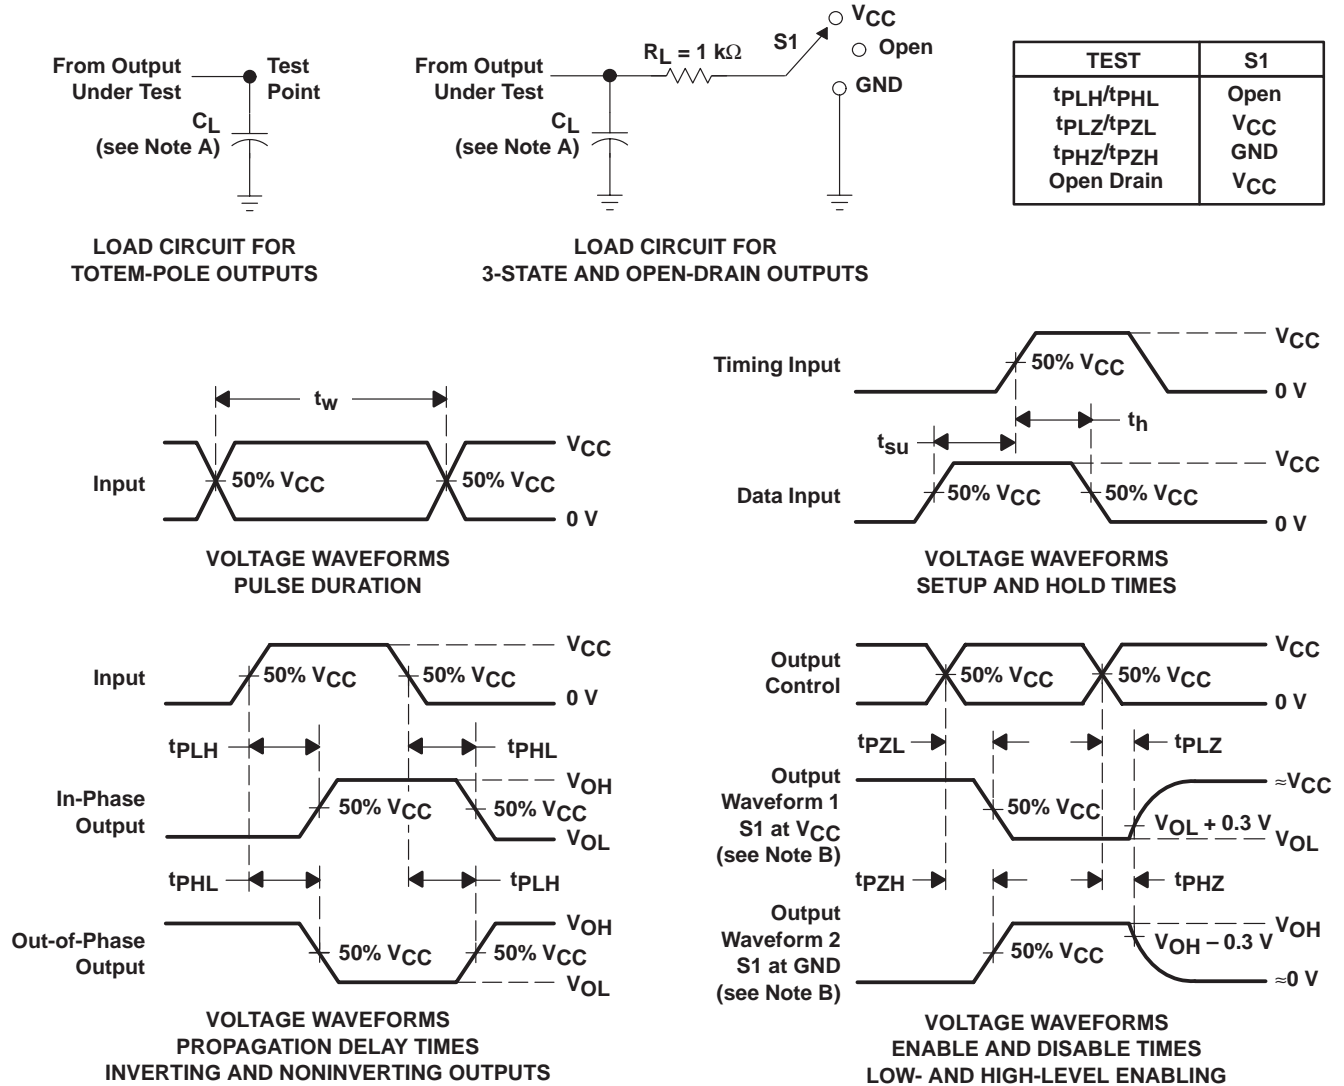 From Output
Under Test
Test
Point
CL
(see Note A)
LOAD CIRCUIT FOR
TOTEM-POLE OUTPUTS
From Output
Under Test
RL = 1 kΩ
S1
VCC
Open
GND
CL
(see Note A)
LOAD CIRCUIT FOR
3-STATE AND OPEN-DRAIN OUTPUTS
TEST S1
tPLH/tPHL Open
tPLZ/tPZL VCC
tPHZ/tPZH GND
Open Drain VCC
tw
Input
50% VCC
50% VCC
VCC
0 V
VOLTAGE WAVEFORMS
PULSE DURATION
Timing Input
50% VCC
VCC
0 V
tsu
th
Data Input
50% VCC
50% VCC
VCC
0 V
VOLTAGE WAVEFORMS
SETUP AND HOLD TIMES
Input
50% VCC
50% VCC
VCC
0 V
tPLH
tPHL
In-Phase
Output
50% VCC
50% VCC
VOH
VOL
tPHL
tPLH
Out-of-Phase
Output
50% VCC
50% VCC
VOH
VOL
VOLTAGE WAVEFORMS
PROPAGATION DELAY TIMES
INVERTING AND NONINVERTING OUTPUTS
Output
Control
50% VCC
50% VCC
VCC
0 V
tPZL
tPLZ
Output
Waveform 1
S1 at VCC
(see Note B)
50% VCC
VOL + 0.3 V
≈VCC
VOL
tPZH
tPHZ
Output
Waveform 2
S1 at GND
(see Note B)
50% VCC
VOH − 0.3 V
VOH
≈0 V
VOLTAGE WAVEFORMS
ENABLE AND DISABLE TIMES
LOW- AND HIGH-LEVEL ENABLING